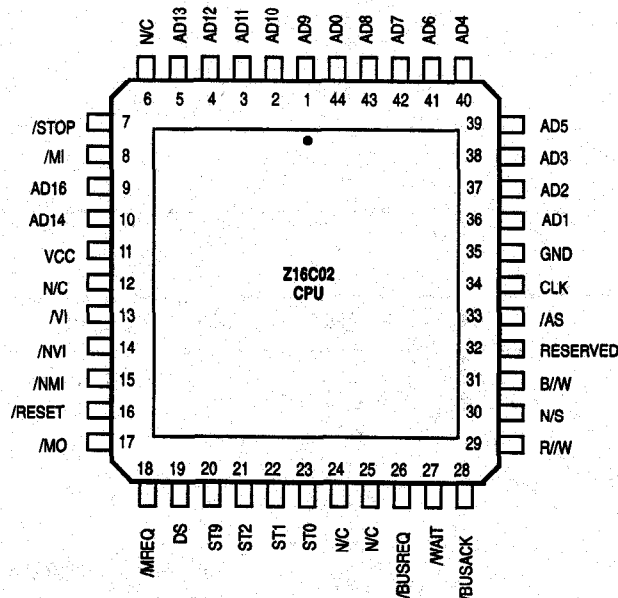 N/C AD13 AD12 AD11 AD10 AD9 AD0 AD8 AD7 AD6 AD4
6 5 4 3 2 1 44 43 42 41 40
/STOP 7 39 AD5
/MI 8 38 AD3
AD16 9 37 AD2
AD14 10 36 AD1
VCC 11 35 GND
N/C 12 34 CLK
/VI 13 33 /AS
/NVI 14 32 RESERVED
/NMI 15 31 B//W
/RESET 16 30 N/S
/MO 17 29 R//W
Z16C02
CPU
18 19 20 21 22 23 24 25 26 27 28
/MREQ DS ST9 ST2 ST1 ST0 N/C N/C /BUSREQ /WAIT /BUSACK